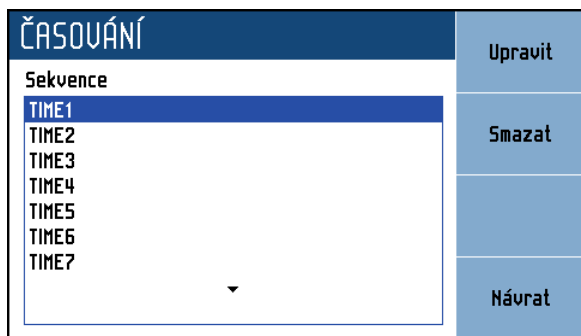 ČASOVÁNÍ
Sekvence
TIME1
TIME2
TIME3
TIME4
TIME5
TIME6
TIME7
Upravit
Smazat
Návrat